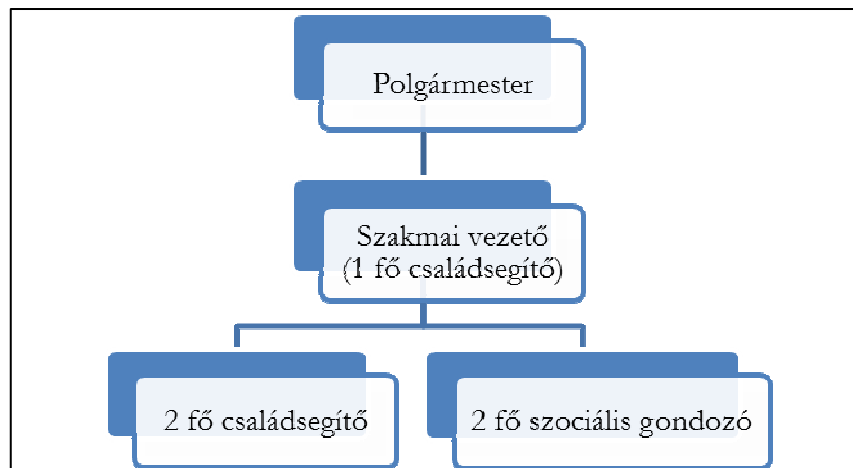 Polgármester
Szakmai vezető
(1 fő családsegítő)
2 fő családsegítő
2 fő szociális gondozó